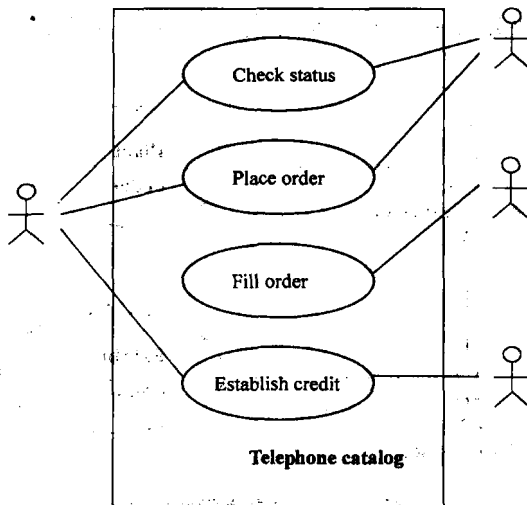 Check status
Place order
Fill order
Establish credit
Telephone catalog